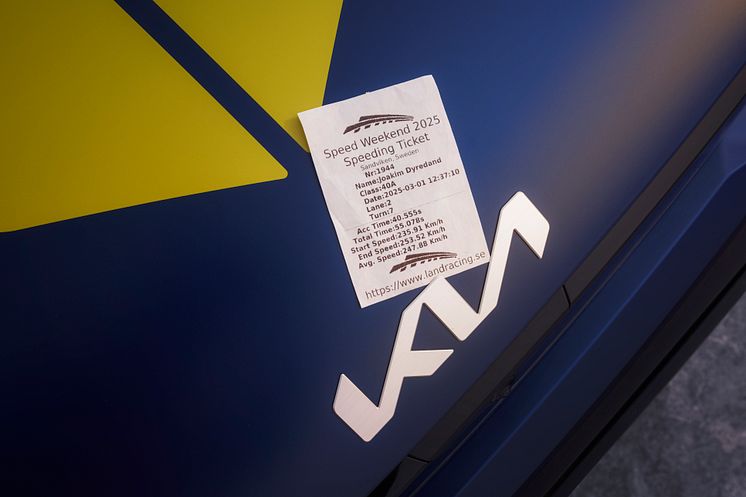 Speed Weekend 2025
Speeding Ticket
Sandviken, Sweden
Nr:1944
Name:Joakim Dyredand
Class:40A
Date:2025-03-01 12:37:10
Lane:2
Turn:7
Acc Time:40.555s
Total Time:55.078s
Start Speed:235.91 Km/h
End Speed:253.52 Km/h
Avg. Speed:247.88 Km/h
https://www.landracing.se
KIA